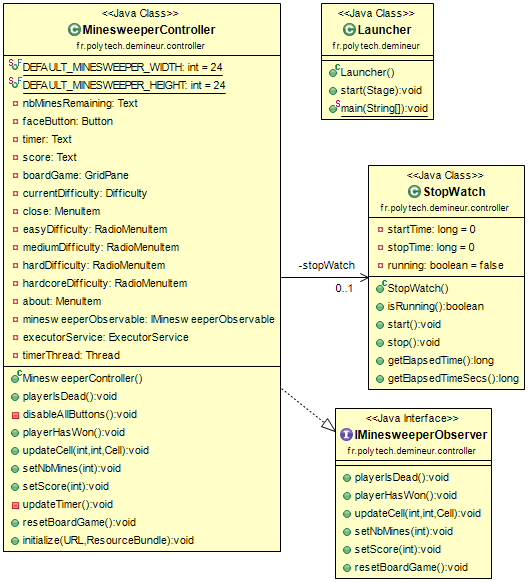 <<Java Class>>
MinesweeperController
fr.polytech.demineur.controller
DEFAULT_MINESWEEPER_WIDTH: int = 24
DEFAULT_MINESWEEPER_HEIGHT: int = 24
nbMinesRemaining: Text
faceButton: Button
timer: Text
score: Text
boardGame: GridPane
currentDifficulty: Difficulty
close: MenuItem
easyDifficulty: RadioMenuItem
mediumDifficulty: RadioMenuItem
hardDifficulty: RadioMenuItem
hardcoreDifficulty: RadioMenuItem
about: MenuItem
minesweeperObservable: IMinesweeperObservable
executorService: ExecutorService
timerThread: Thread
MinesweeperController()
playerIsDead():void
disableAllButtons():void
playerHasWon():void
updateCell(int,int,Cell):void
setNbMines(int):void
setScore(int):void
updateTimer():void
resetBoardGame():void
initialize(URL,ResourceBundle):void
<<Java Class>>
Launcher
fr.polytech.demineur
Launcher()
start(Stage):void
main(String[]):void
-stopWatch
0..1
<<Java Class>>
StopWatch
fr.polytech.demineur.controller
startTime: long = 0
stopTime: long = 0
running: boolean = false
StopWatch()
isRunning():boolean
start():void
stop():void
getElapsedTime():long
getElapsedTimeSecs():long
<<Java Interface>>
IMinesweeperObserver
fr.polytech.demineur.controller
playerIsDead():void
playerHasWon():void
updateCell(int,int,Cell):void
setNbMines(int):void
setScore(int):void
resetBoardGame():void